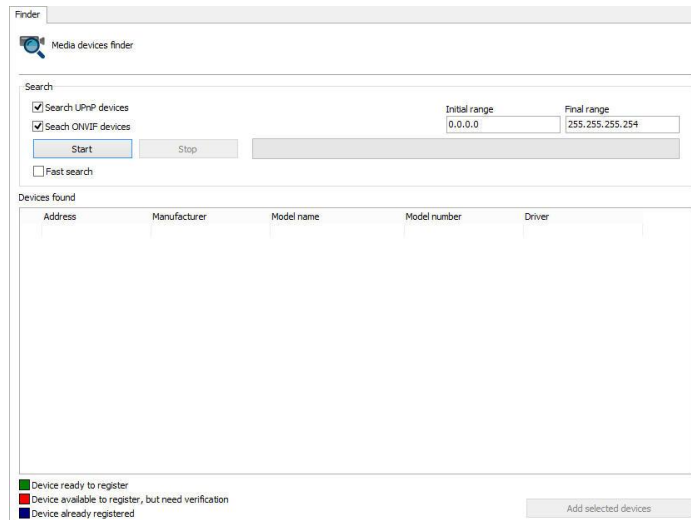 Finder
Media devices finder
Search
Search UPnP devices
Seach ONVIF devices
Initial range
Final range
0.0.0.0
255.255.255.254
Start
Stop
Fast search
Devices found
Address Manufacturer Model name Model number Driver
Device ready to register
Device available to register, but need verification
Device already registered
Add selected devices